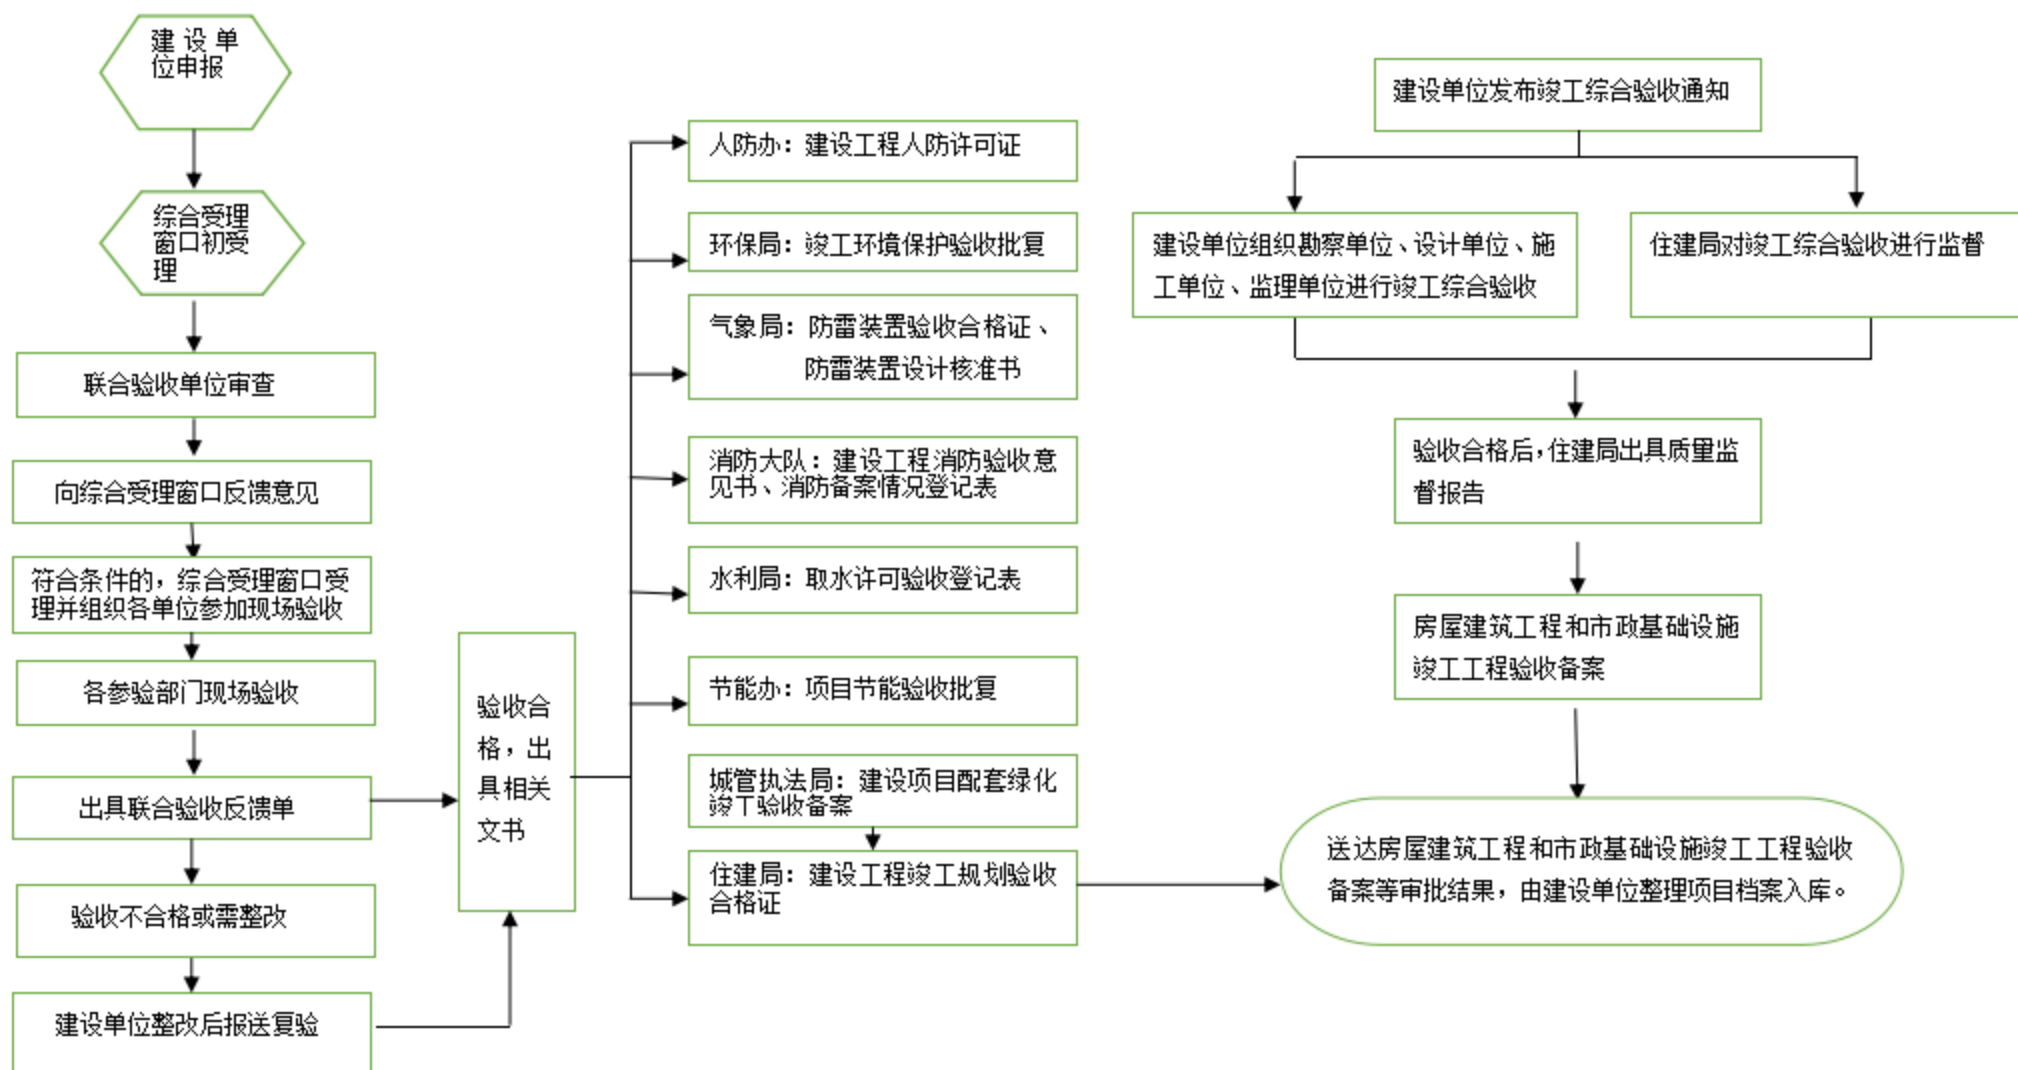 建 设 单
位申报
综合受理
窗口初受
理
联合验收单位审查
向综合受理窗口反馈意见
符合条件的，综合受理窗口受
理并组织各单位参加现场验收
各参验部门现场验收
出具联合验收反馈单
验收不合格或需整改
建设单位整改后报送复验
验收合
格，出
具相关
文书
人防办：建设工程人防许可证
环保局：竣工环境保护验收批复
气象局：防雷装置验收合格证、
防雷装置设计核准书
消防大队：建设工程消防验收意
见书、消防备案情况登记表
水利局：取水许可验收登记表
节能办：项目节能验收批复
城管执法局：建设项目配套绿化
竣工验收备案
住建局：建设工程竣工规划验收
合格证
建设单位发布竣工综合验收通知
建设单位组织勘察单位、设计单位、施
工单位、监理单位进行竣工综合验收
住建局对竣工综合验收进行监督
验收合格后，住建局出具质量监
督报告
房屋建筑工程和市政基础设施
竣工工程验收备案
送达房屋建筑工程和市政基础设施竣工工程验收
备案等审批结果，由建设单位整理项目档案入库。